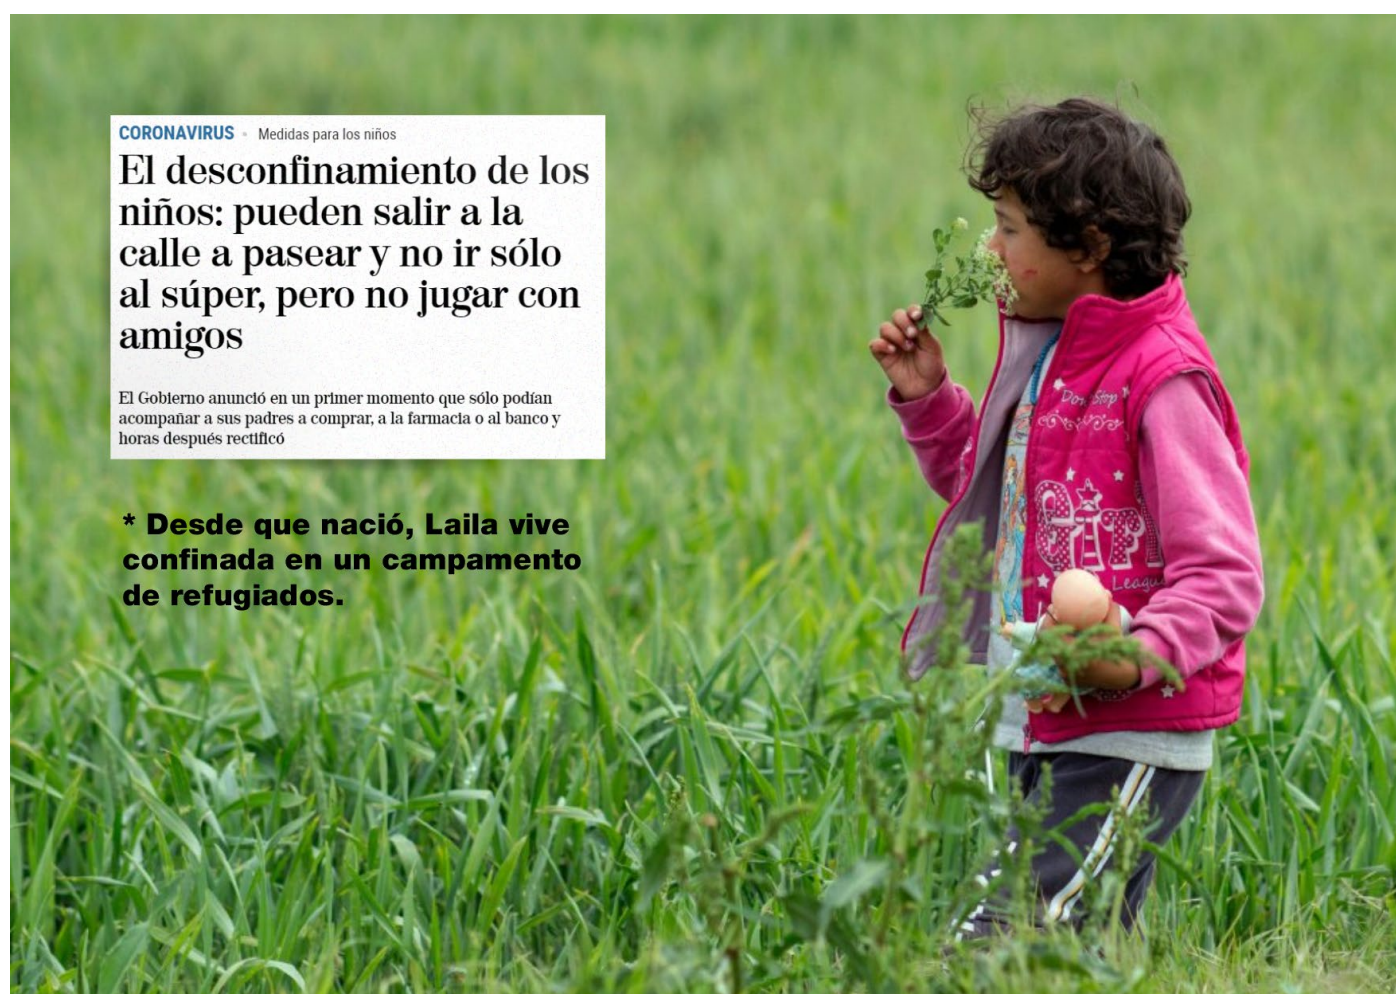 CORONAVIRUS • Medidas para los niños
El desconfinamiento de los
niños: pueden salir a la
calle a pasear y no ir sólo
al súper, pero no jugar con
amigos
El Gobierno anunció en un primer momento que sólo podían
acompañar a sus padres a comprar, a la farmacia o al banco y
horas después rectificó
* Desde que nació, Laila vive
confinada en un campamento
de refugiados.
Stop
League